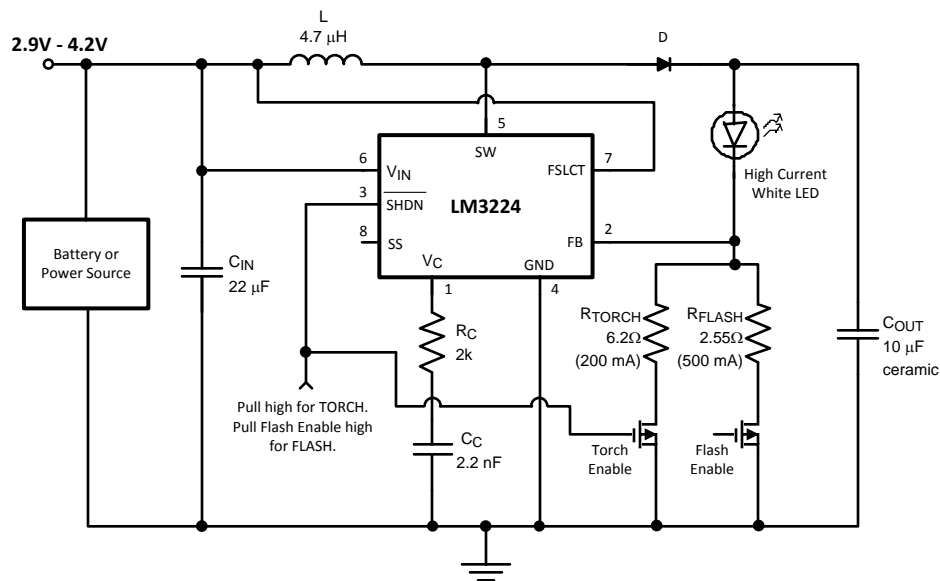 L
4.7 μH
D
2.9V - 4.2V
5
SW
6
VIN
FSLCT
7
3
SHDN
LM3224
8
SS
FB
2
VC
GND
1
4
High Current
White LED
Battery or
Power Source
CIN
22 μF
RC
2k
RTORCH
6.2Ω
(200 mA)
RFLASH
2.55Ω
(500 mA)
COUT
10 μF
ceramic
Pull high for TORCH.
Pull Flash Enable high
for FLASH.
CC
2.2 nF
Torch
Enable
Flash
Enable